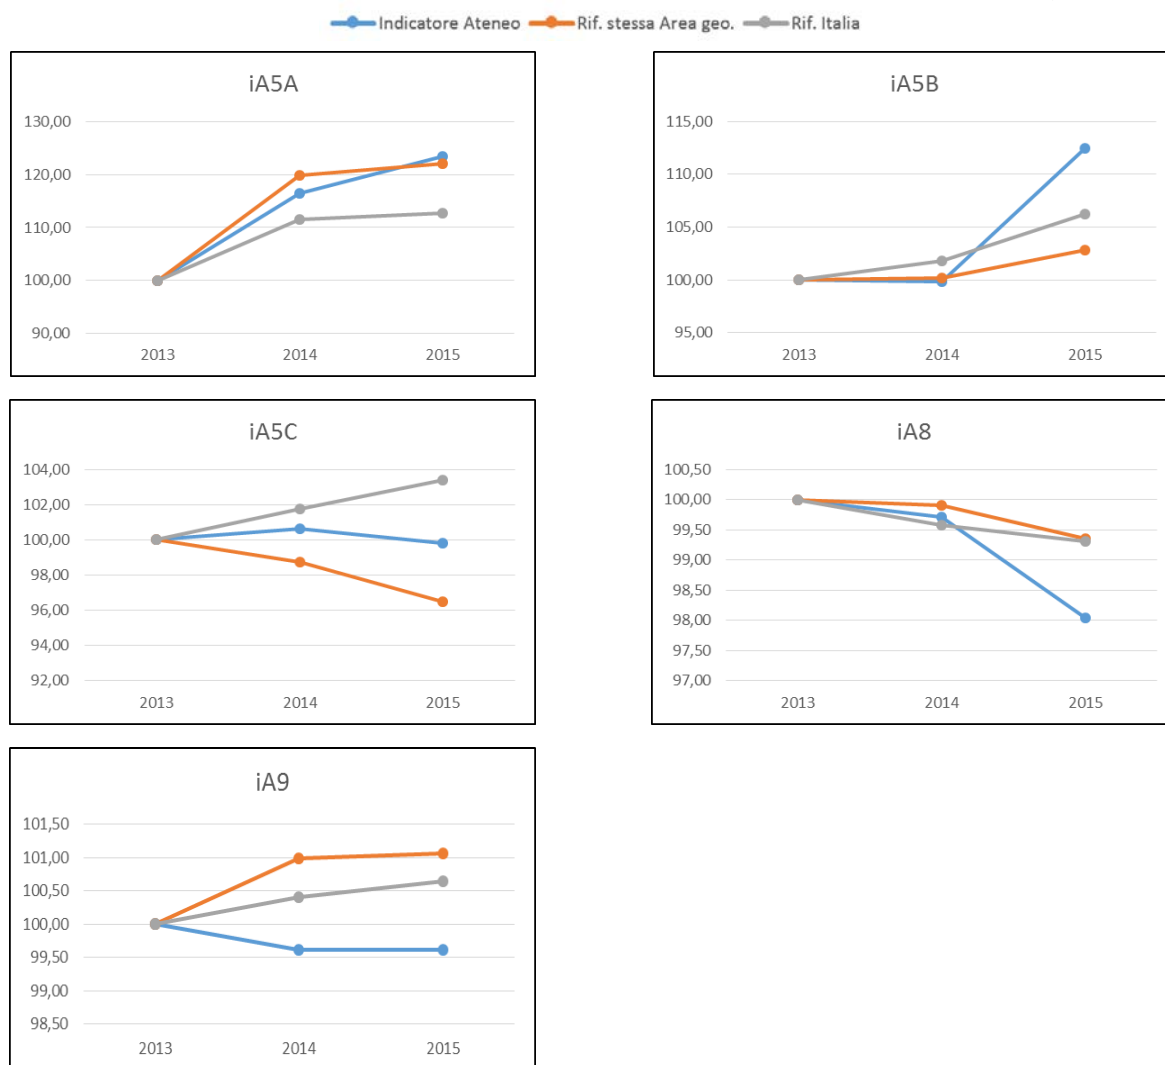 Indicatore Ateneo Rif. stessa Area geo. Rif. Italia
iA5A
130,00
120,00
110,00
100,00
90,00
2013 2014 2015
iA5B
115,00
110,00
105,00
100,00
95,00
2013 2014 2015
iA5C
104,00
102,00
100,00
98,00
96,00
94,00
92,00
2013 2014 2015
iA8
100,50
100,00
99,50
99,00
98,50
98,00
97,50
97,00
2013 2014 2015
iA9
101,50
101,00
100,50
100,00
99,50
99,00
98,50
2013 2014 2015